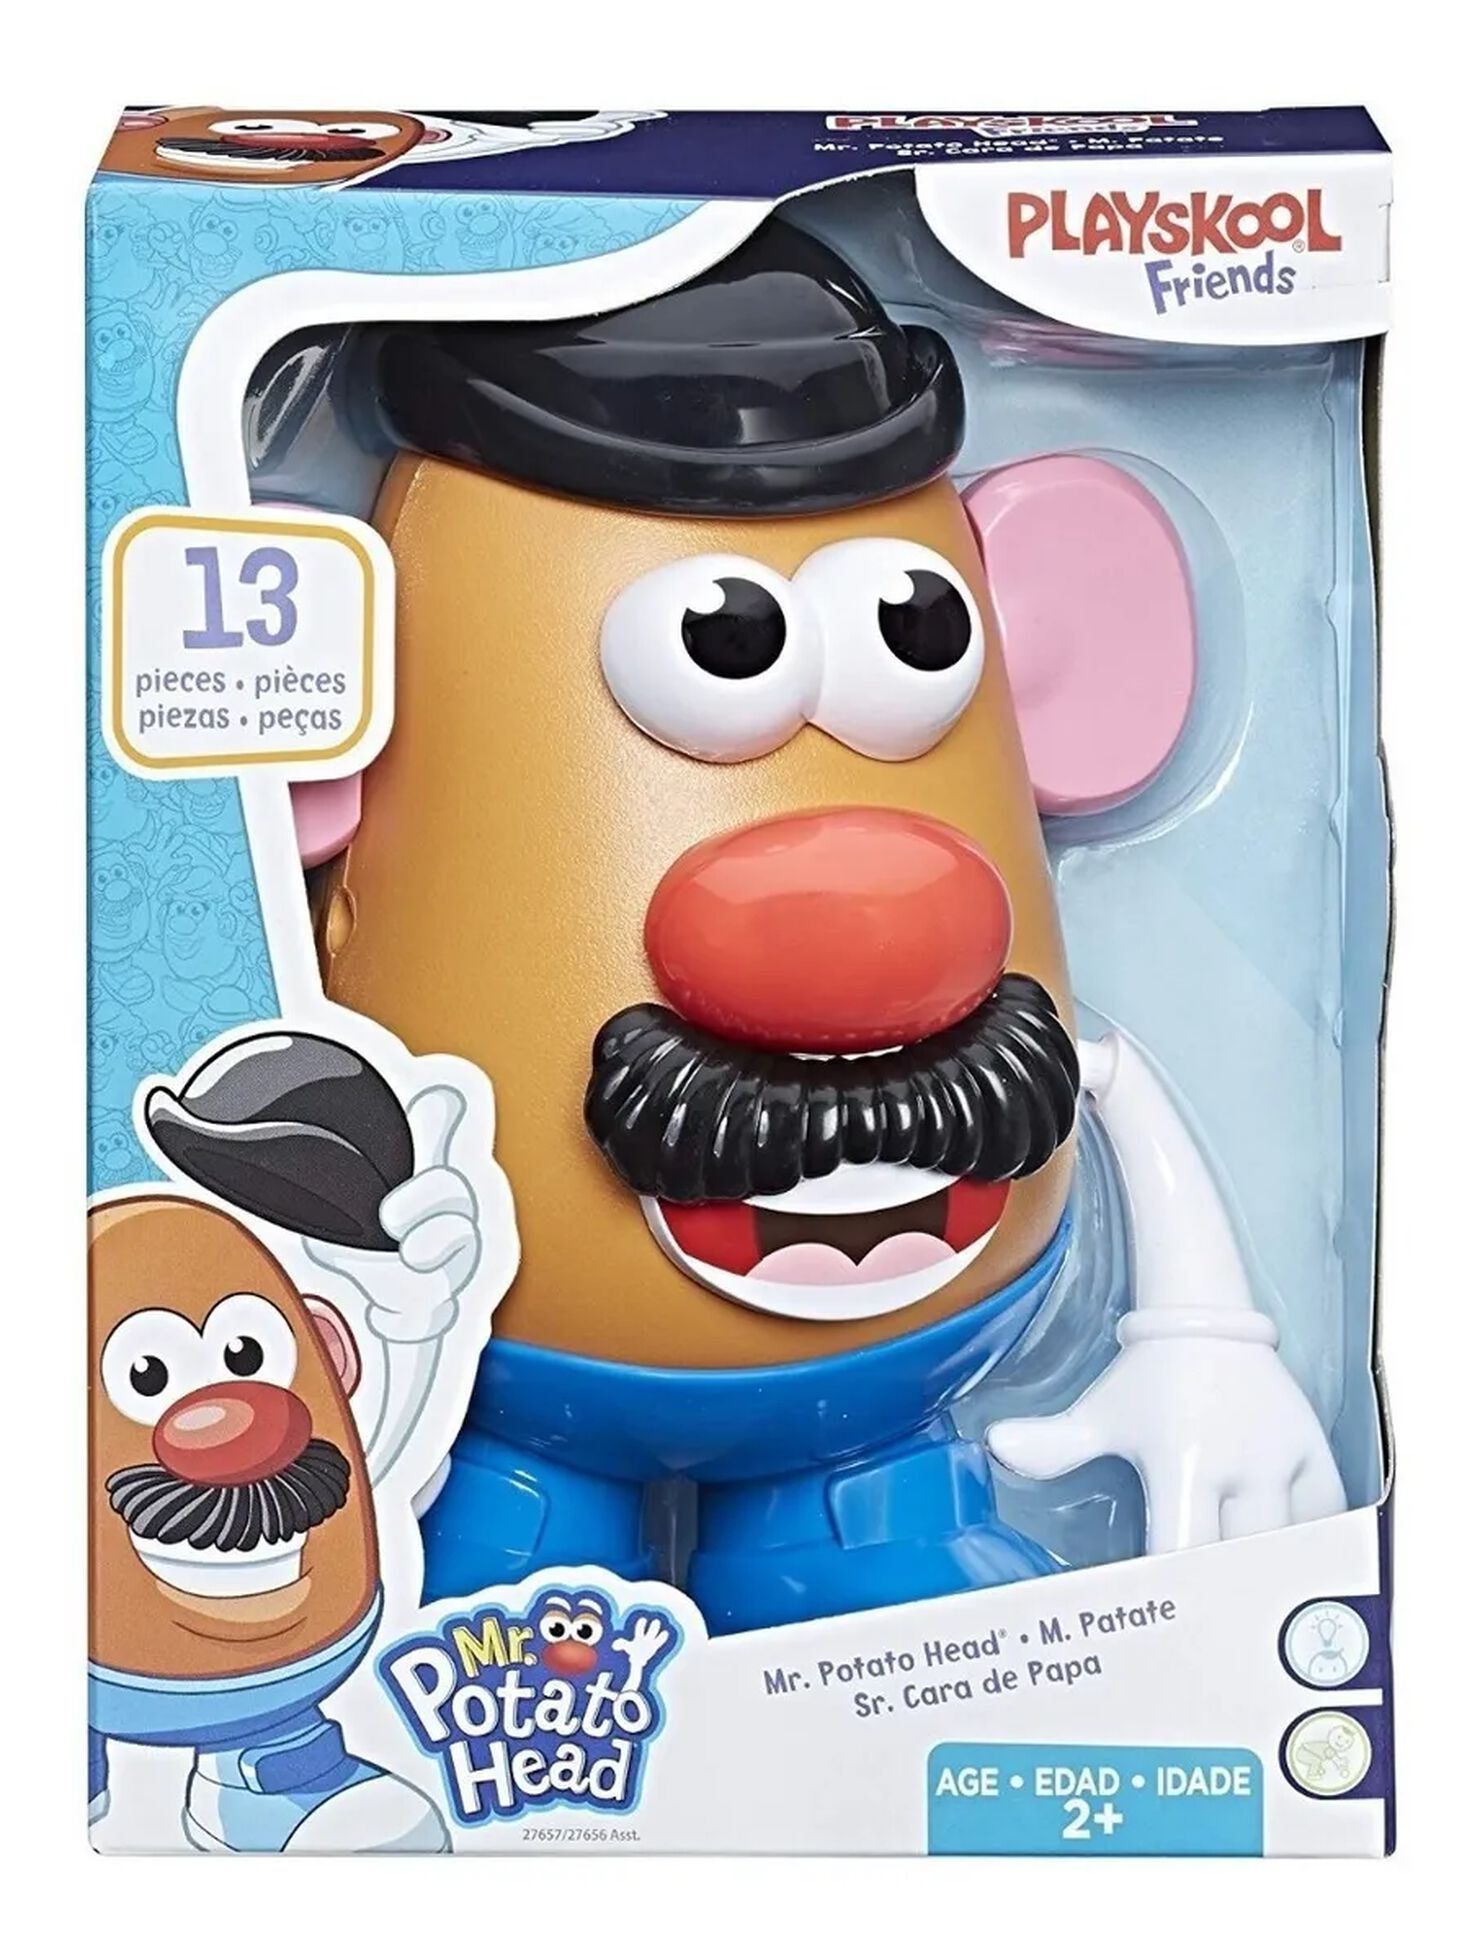 PLAYSKOOL
Friends
Mr. Potato Head • M. Patate
Sr. Cara de Papa
PLAYSKOOL®
Friends
13
pieces • pièces
piezas • peças
Mr.
Potato
Head
27657/27656 Asst.
Mr. Potato Head® • M. Patate
Sr. Cara de Papa
AGE • EDAD • IDADE
2+